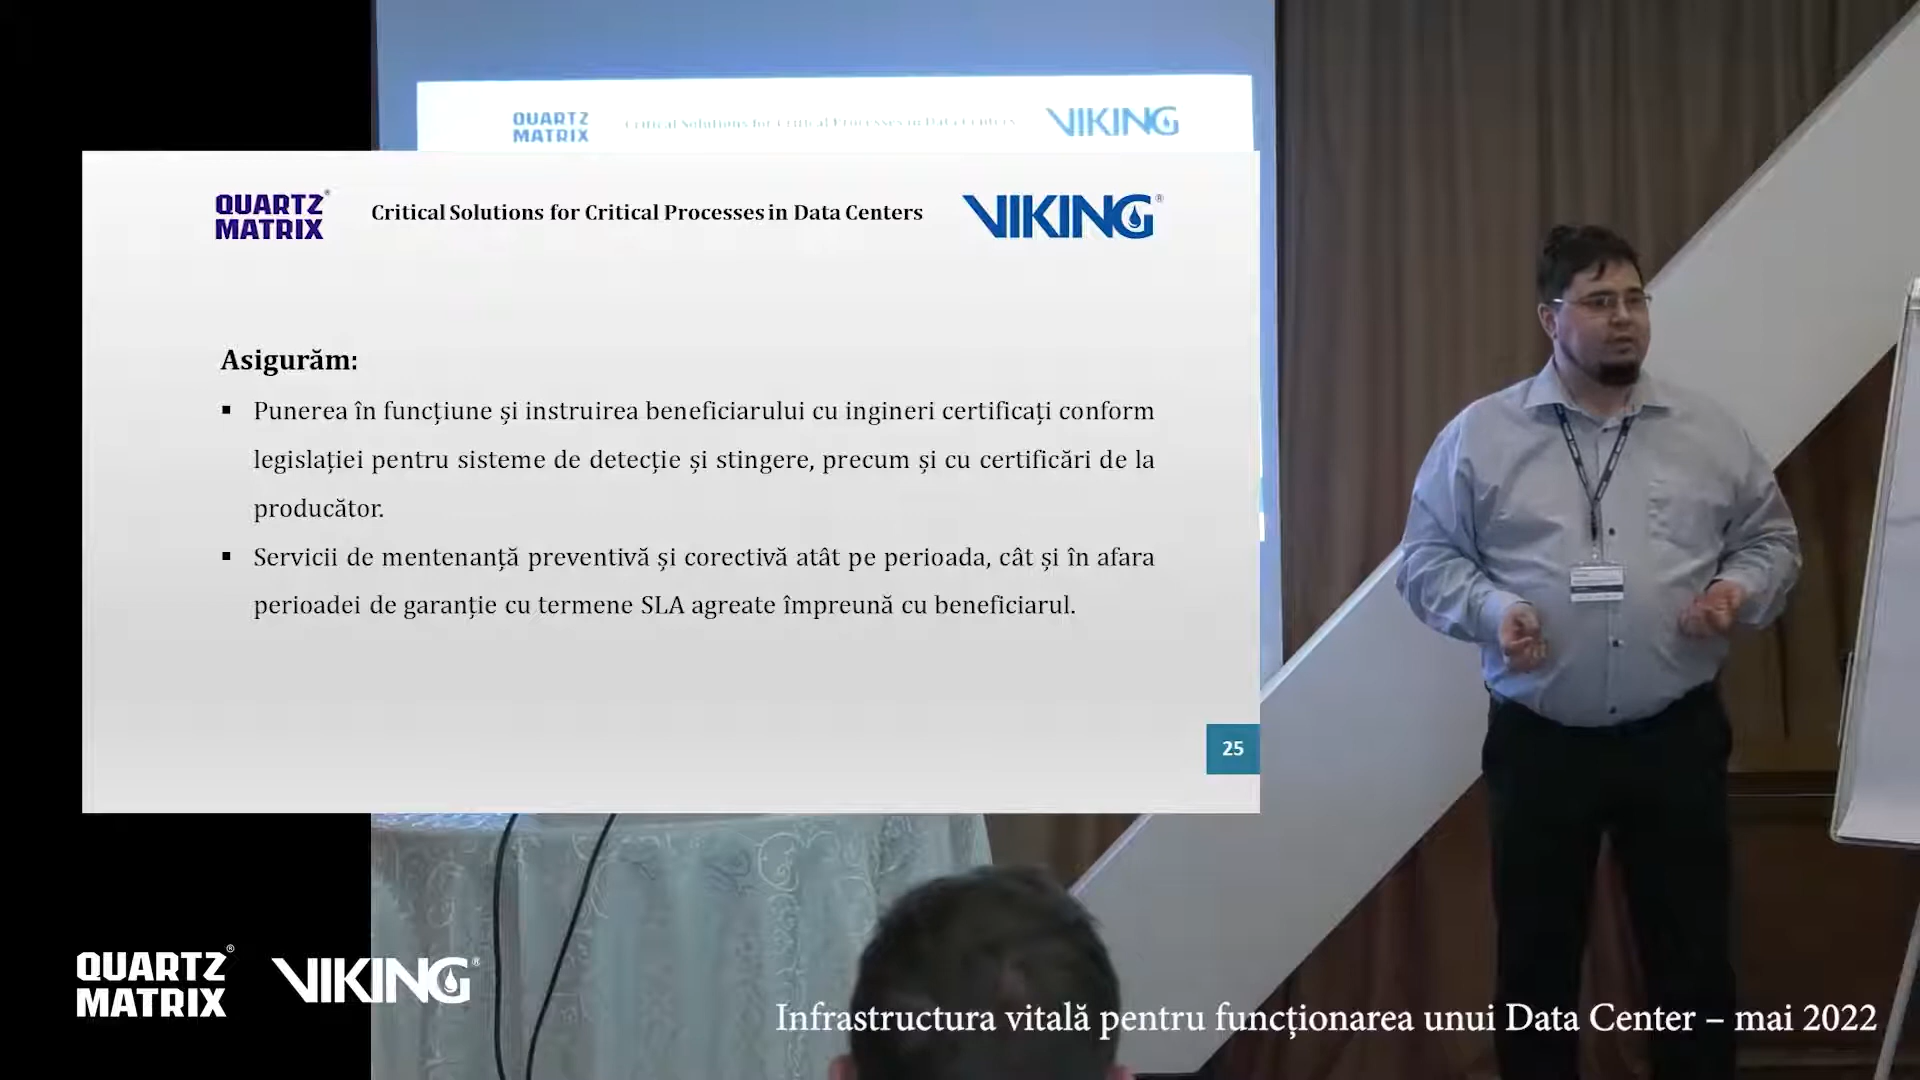 QUARTZ
MATRIX
Critical Solutions for Critical Processes in Data Centers
VIKING
QUARTZ®
MATRIX
Critical Solutions for Critical Processes in Data Centers
VIKING®
Asigurăm:
▪ Punerea în funcțiune și instruirea beneficiarului cu ingineri certificați conform
legislației pentru sisteme de detecție și stingere, precum și cu certificări de la
producător.
▪ Servicii de mentenanță preventivă și corectivă atât pe perioada, cât și în afara
perioadei de garanție cu termene SLA agreate împreună cu beneficiarul.
25
QUARTZ®
MATRIX
VIKING®
Infrastructura vitală pentru funcționarea unui Data Center – mai 2022